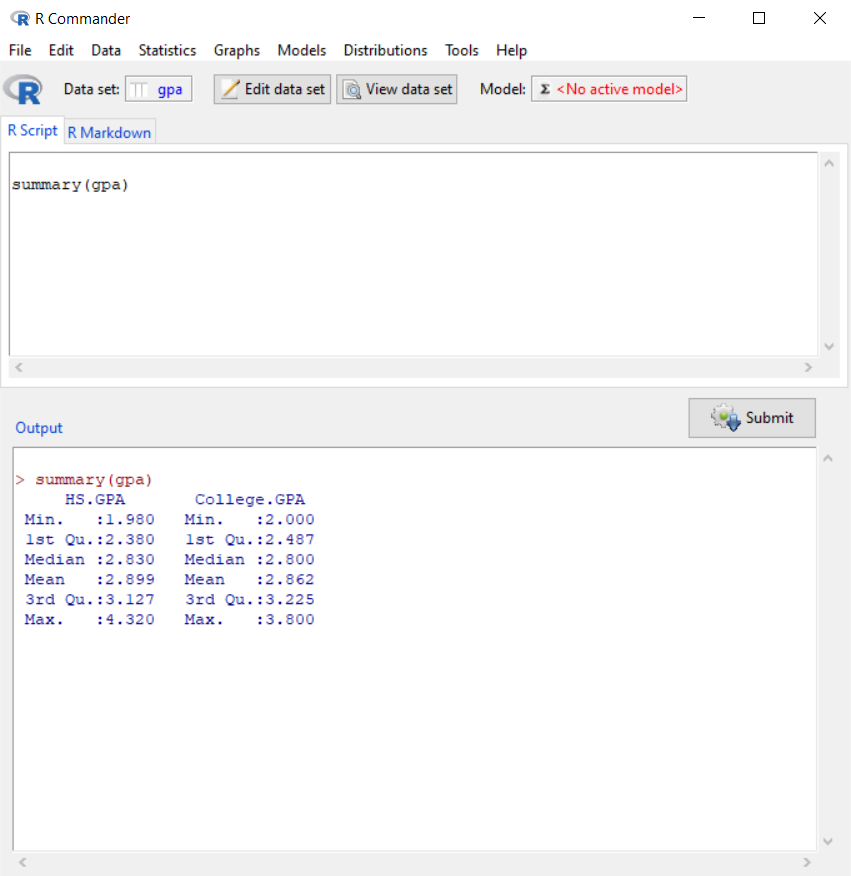 R Commander
File Edit Data Statistics Graphs Models Distributions Tools Help
R Data set: gpa Edit data set View data set Model: Σ <No active model>
R Script R Markdown
summary(gpa)
Submit
Output
> summary(gpa)
HS.GPA College.GPA
Min. :1.980 Min. :2.000
1st Qu.:2.380 1st Qu.:2.487
Median :2.830 Median :2.800
Mean :2.899 Mean :2.862
3rd Qu.:3.127 3rd Qu.:3.225
Max. :4.320 Max. :3.800